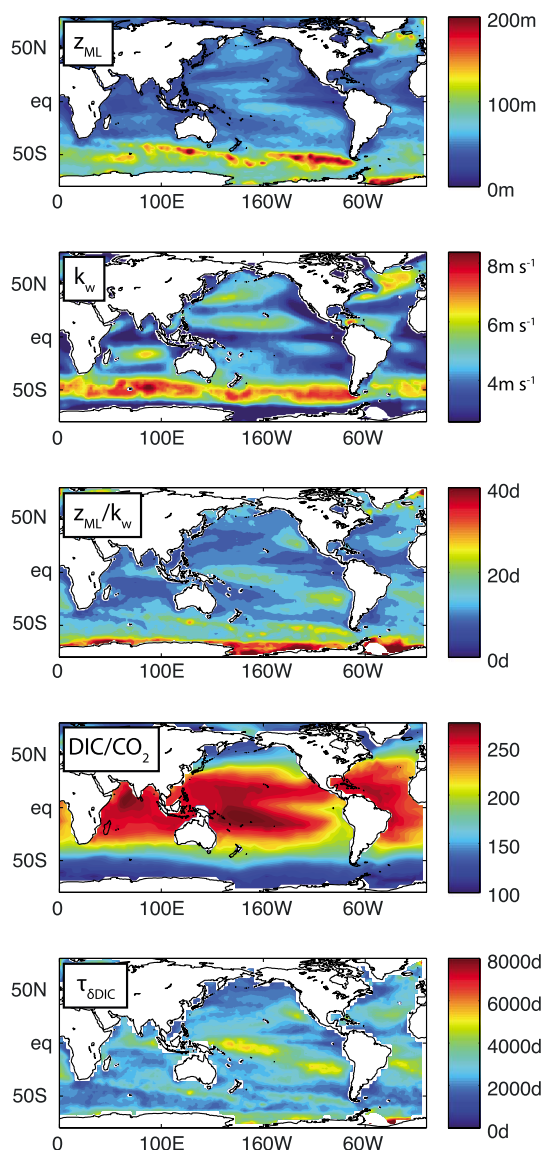 z_ML
50N
eq
50S
0
100E
160W
60W
200m
100m
0m
k_w
50N
eq
50S
0
100E
160W
60W
8m s⁻¹
6m s⁻¹
4m s⁻¹
z_ML/k_w
50N
eq
50S
0
100E
160W
60W
40d
20d
0d
DIC/CO₂
50N
eq
50S
0
100E
160W
60W
250
200
150
100
τ_δDIC
50N
eq
50S
0
100E
160W
60W
8000d
6000d
4000d
2000d
0d